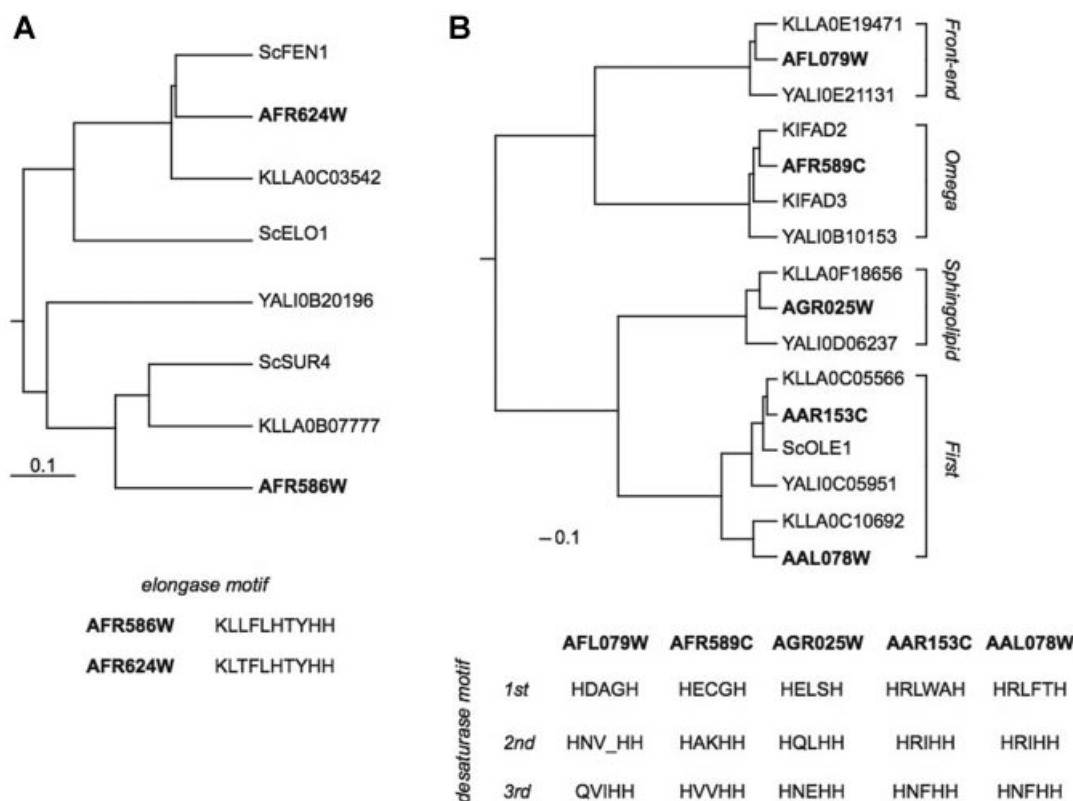 A
ScFEN1
AFR624W
KLLA0C03542
ScELO1
YALI0B20196
ScSUR4
KLLA0B07777
AFR586W
0.1
elongase motif
AFR586W KLLFLHTYHH
AFR624W KLTFLHTYHH
B
KLLA0E19471
AFL079W
YALI0E21131
Front-end
KlFAD2
AFR589C
KlFAD3
YALI0B10153
Omega
KLLA0F18656
AGR025W
YALI0D06237
Sphingolipid
KLLA0C05566
AAR153C
ScOLE1
YALI0C05951
KLLA0C10692
AAL078W
First
0.1
desaturase motif
AFL079W AFR589C AGR025W AAR153C AAL078W
1st HDAGH HECGH HELSH HRLWAH HRLFTH
2nd HNV_HH HAKHH HQLHH HRIHH HRIHH
3rd QVIHH HVVHH HNEHH HNFHH HNFHH